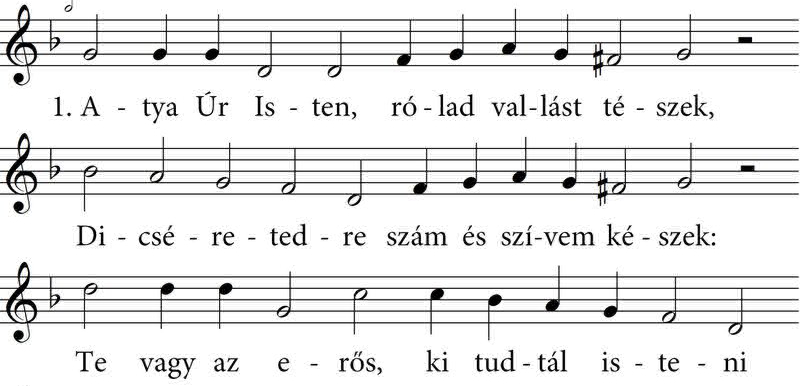 1. A - tya Úr Is - ten, ró - lad val - lást té - szek,
Di - csé - re - ted - re szám és szí - vem ké - szek:
Te vagy az e - rős, ki tud - tál is - te - ni